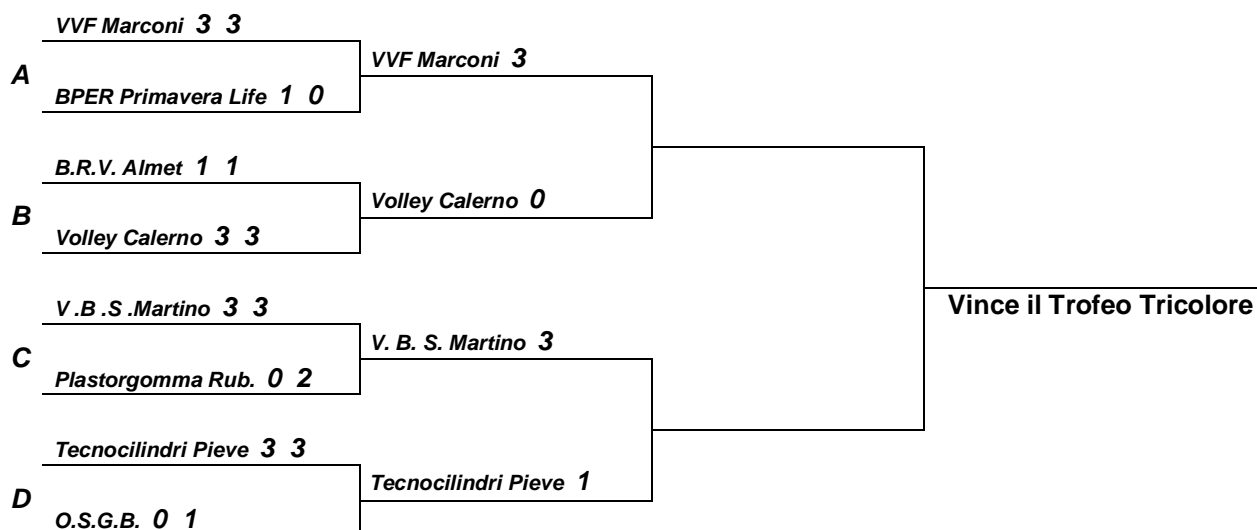 VVF Marconi 3 3
A
BPER Primavera Life 1 0
VVF Marconi 3
B.R.V. Almet 1 1
B
Volley Calerno 3 3
Volley Calerno 0
V .B .S .Martino 3 3
C
Plastorgomma Rub. 0 2
V. B. S. Martino 3
Tecnocilindri Pieve 3 3
D
O.S.G.B. 0 1
Tecnocilindri Pieve 1
Vince il Trofeo Tricolore